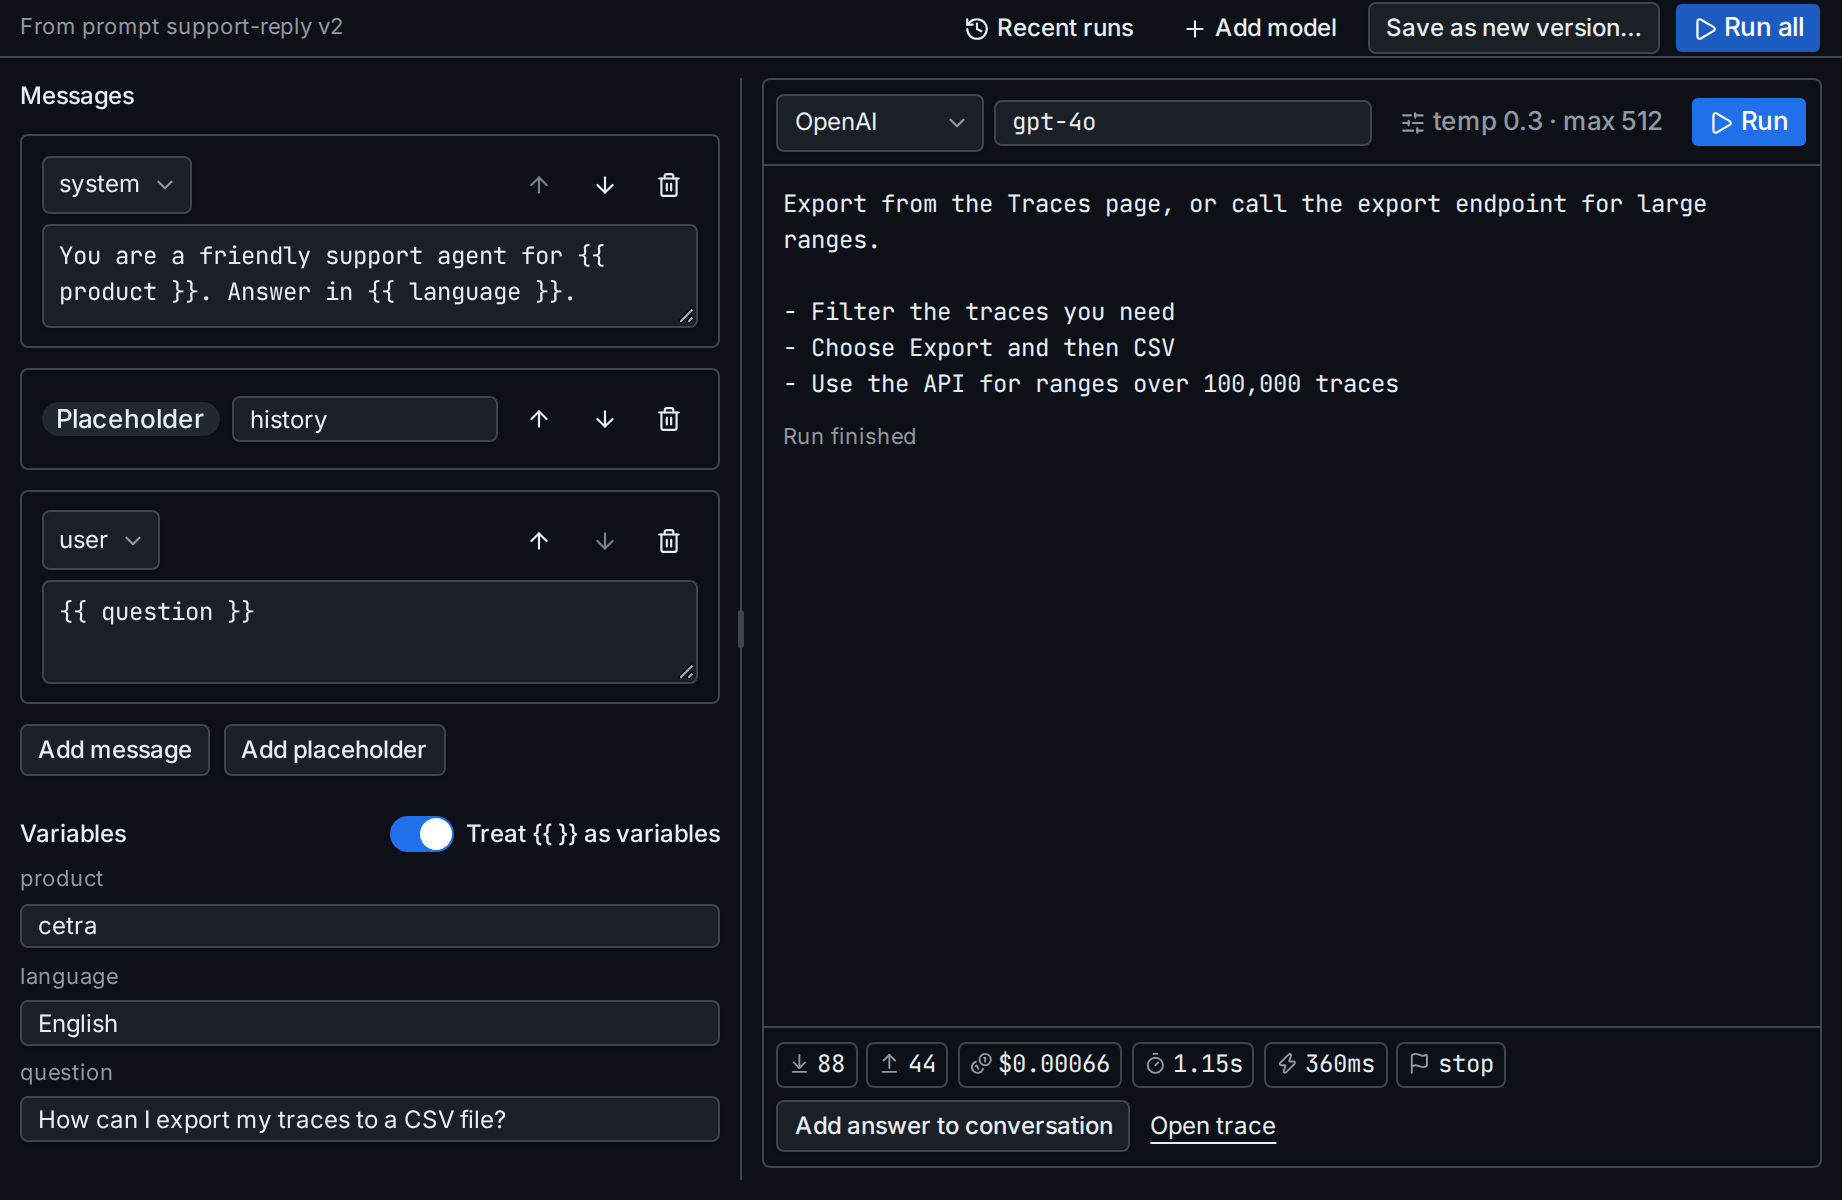 From prompt support-reply v2
Recent runs
Add model
Save as new version...
Run all
Messages
system
You are a friendly support agent for {{
product }}. Answer in {{ language }}.
Placeholder
history
user
{{ question }}
Add message
Add placeholder
Variables
Treat {{ }} as variables
product
cetra
language
English
question
How can I export my traces to a CSV file?
OpenAI
gpt-4o
temp 0.3 · max 512
Run
Export from the Traces page, or call the export endpoint for large
ranges.
- Filter the traces you need
- Choose Export and then CSV
- Use the API for ranges over 100,000 traces
Run finished
88
44
$0.00066
1.15s
360ms
stop
Add answer to conversation
Open trace